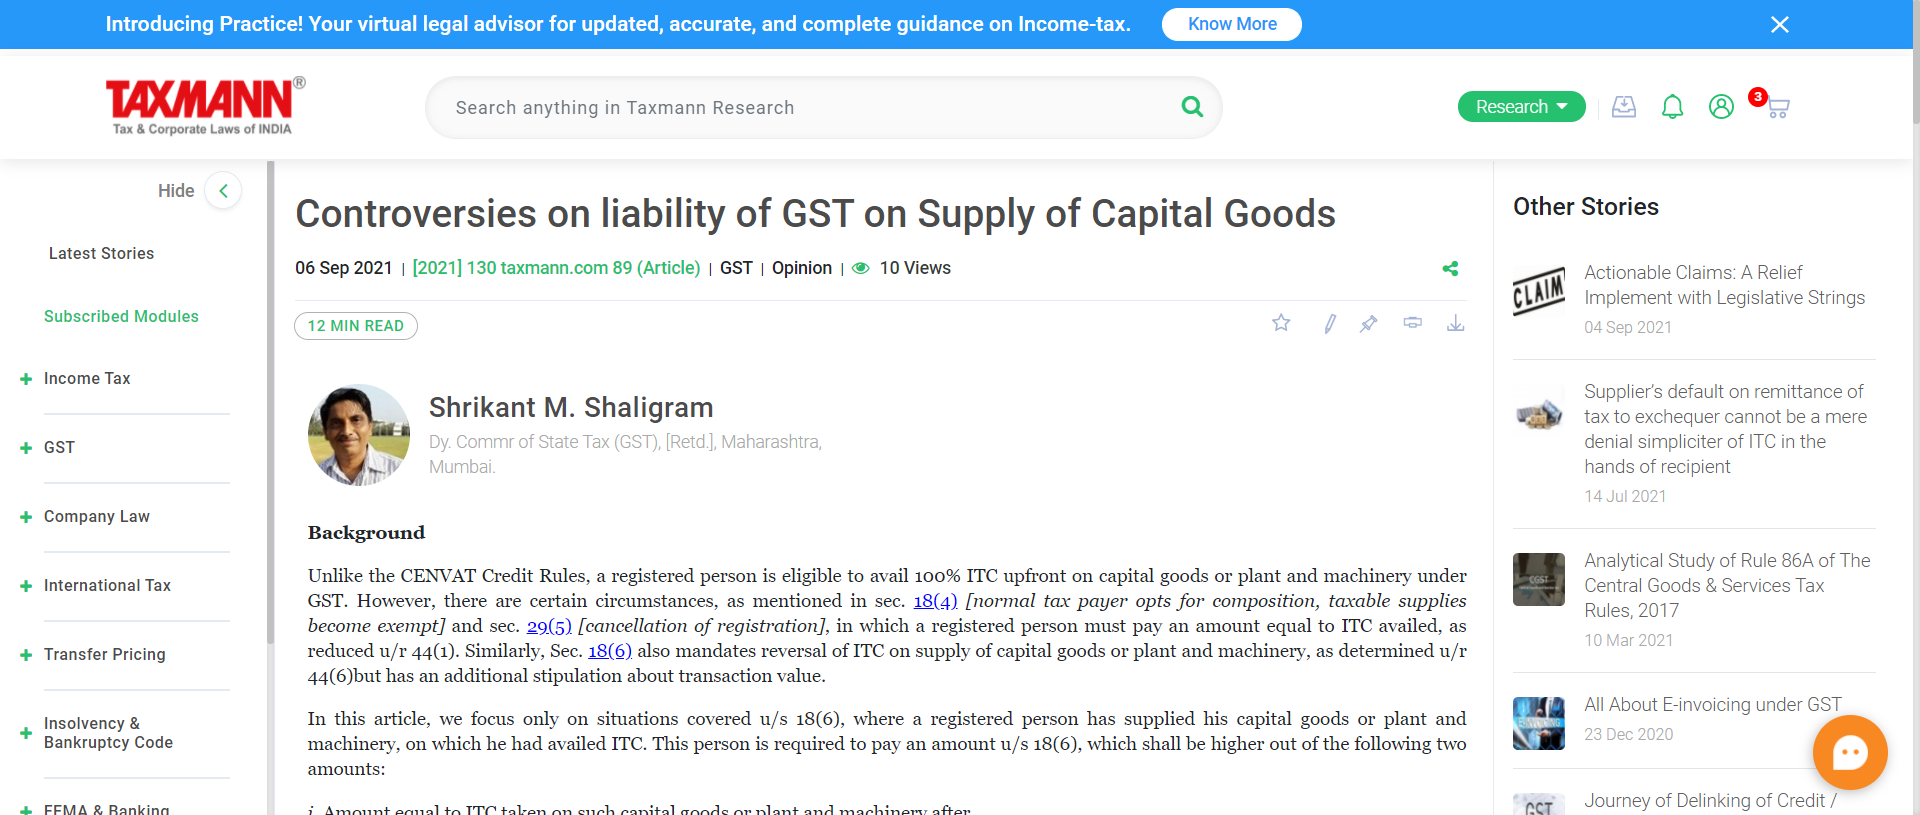 Introducing Practice! Your virtual legal advisor for updated, accurate, and complete guidance on Income-tax.
Know More
TAXMANN®
Tax & Corporate Laws of INDIA
Search anything in Taxmann Research
Research
3
Hide
Latest Stories
Subscribed Modules
Income Tax
GST
Company Law
International Tax
Transfer Pricing
Insolvency &
Bankruptcy Code
FEMA & Banking
Controversies on liability of GST on Supply of Capital Goods
06 Sep 2021 | [2021] 130 taxmann.com 89 (Article) | GST | Opinion | 10 Views
12 MIN READ
Shrikant M. Shaligram
Dy. Commr of State Tax (GST), [Retd.], Maharashtra,
Mumbai.
Background
Unlike the CENVAT Credit Rules, a registered person is eligible to avail 100% ITC upfront on capital goods or plant and machinery under
GST. However, there are certain circumstances, as mentioned in sec. 18(4) [normal tax payer opts for composition, taxable supplies
become exempt] and sec. 29(5) [cancellation of registration], in which a registered person must pay an amount equal to ITC availed, as
reduced u/r 44(1). Similarly, Sec. 18(6) also mandates reversal of ITC on supply of capital goods or plant and machinery, as determined u/r
44(6)but has an additional stipulation about transaction value.
In this article, we focus only on situations covered u/s 18(6), where a registered person has supplied his capital goods or plant and
machinery, on which he had availed ITC. This person is required to pay an amount u/s 18(6), which shall be higher out of the following two
amounts:
i. Amount equal to ITC taken on such capital goods or plant and machinery after
Other Stories
CLAIM
Actionable Claims: A Relief
Implement with Legislative Strings
04 Sep 2021
Supplier's default on remittance of
tax to exchequer cannot be a mere
denial simpliciter of ITC in the
hands of recipient
14 Jul 2021
CGST
Analytical Study of Rule 86A of The
Central Goods & Services Tax
Rules, 2017
10 Mar 2021
E-INVOICING
All About E-invoicing under GST
23 Dec 2020
GST
Journey of Delinking of Credit /